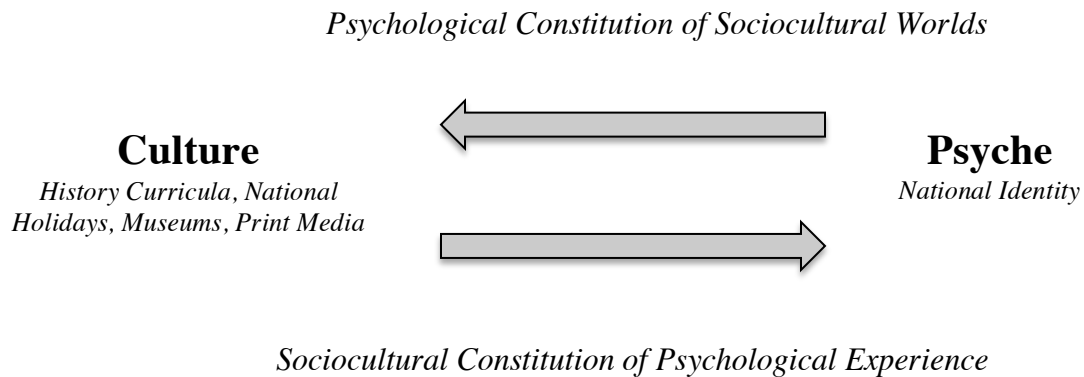 Psychological Constitution of Sociocultural Worlds
Culture
History Curricula, National
Holidays, Museums, Print Media
Psyche
National Identity
Sociocultural Constitution of Psychological Experience